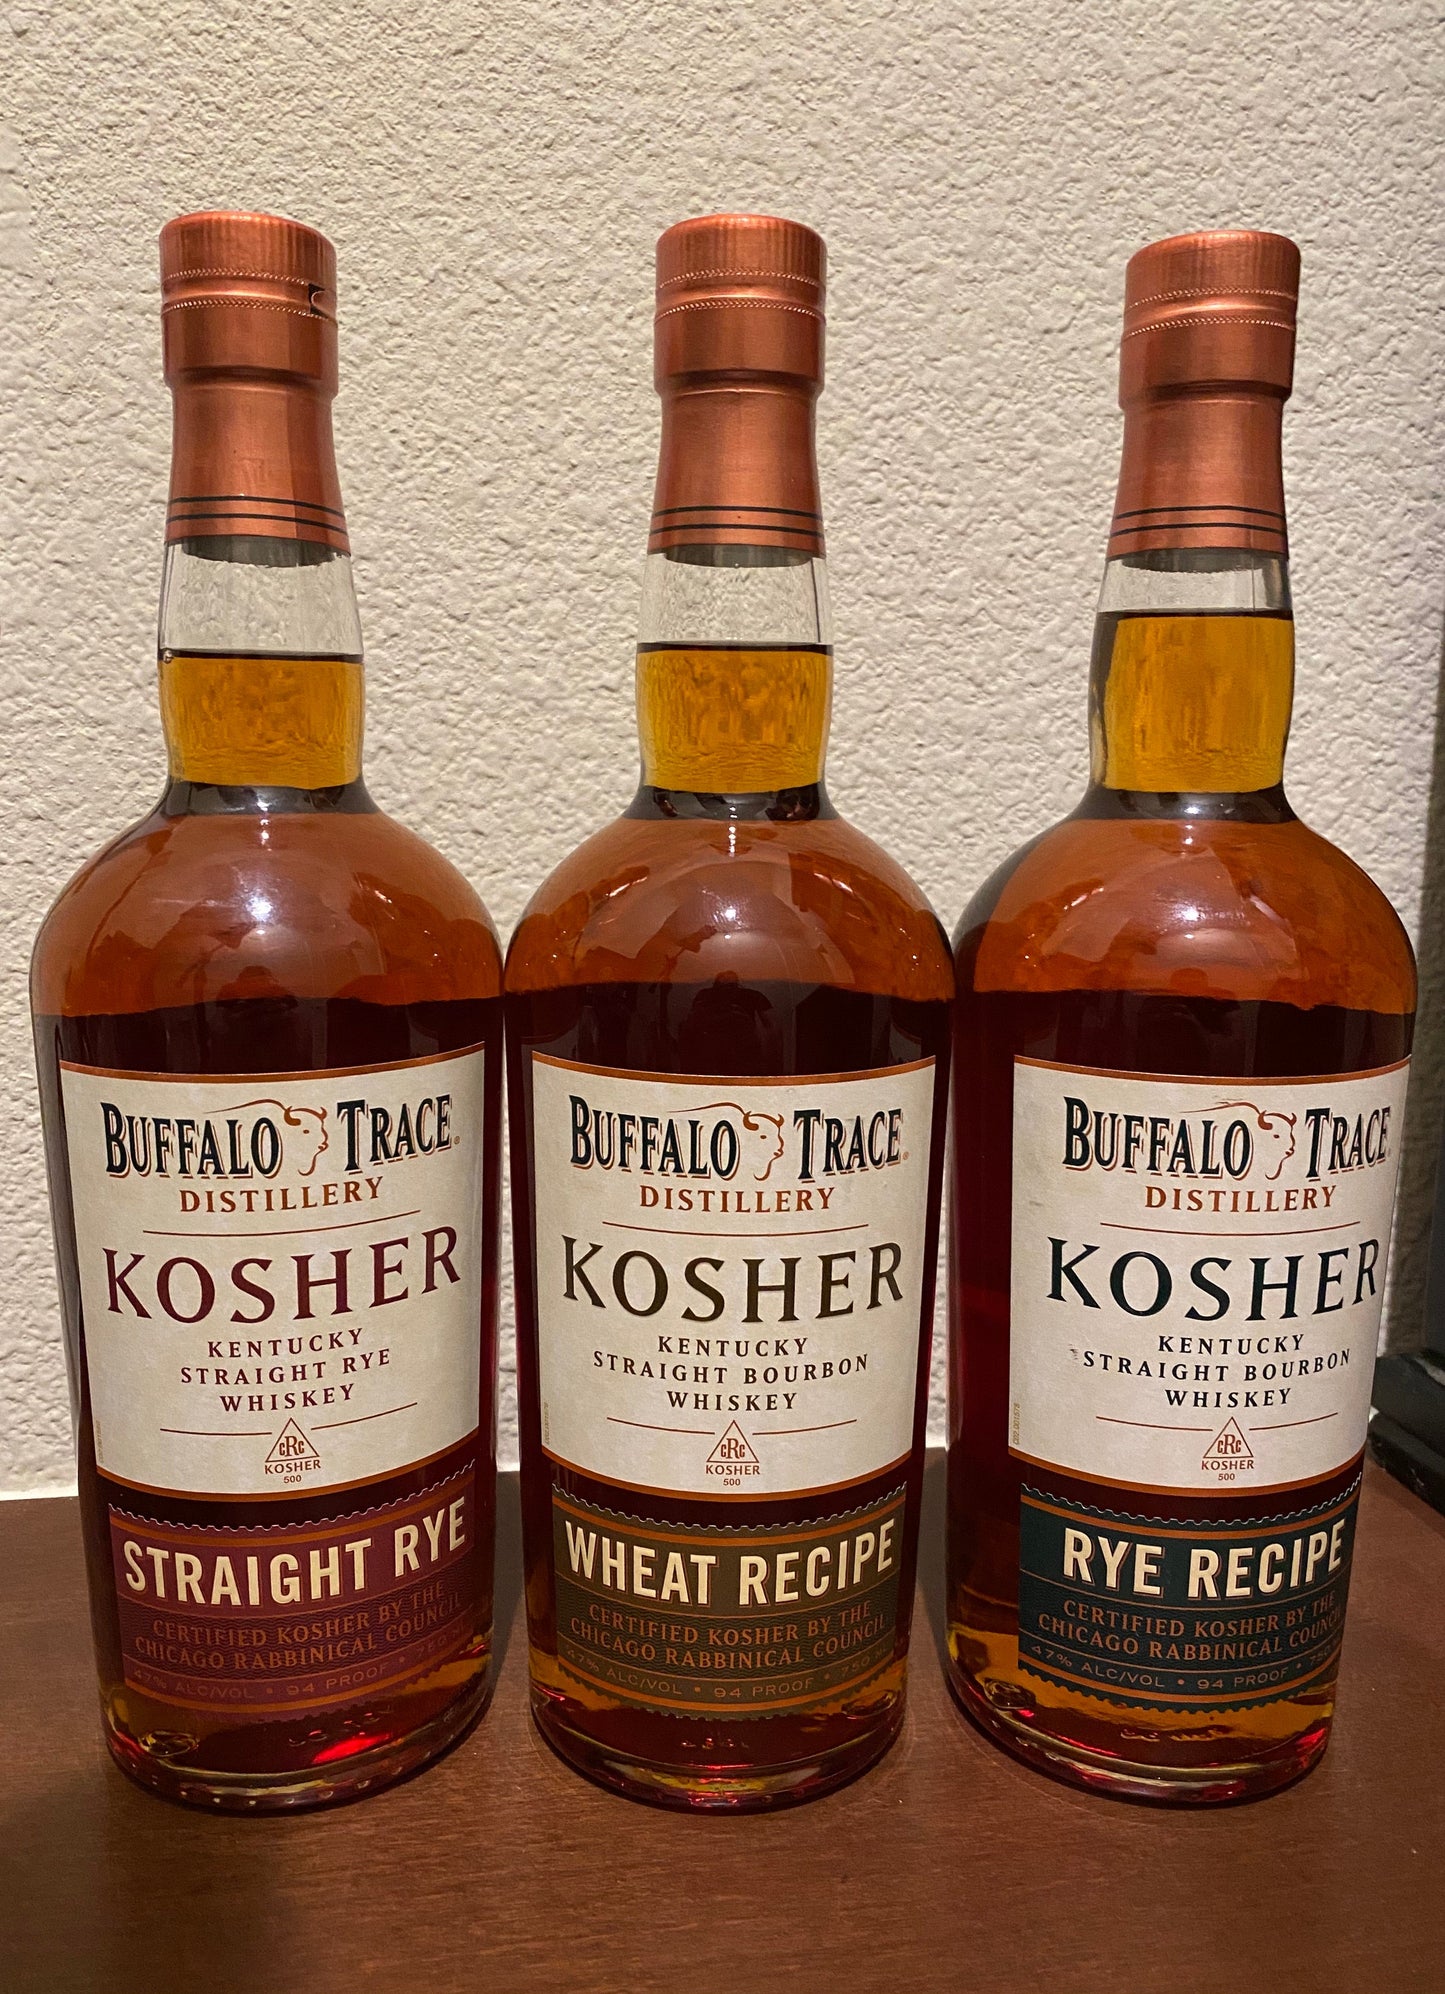 BUFFALO TRACE
DISTILLERY
KOSHER
KENTUCKY
STRAIGHT RYE
WHISKEY
cRc
KOSHER
500
STRAIGHT RYE
CERTIFIED KOSHER BY THE
CHICAGO RABBINICAL COUNCIL
47% ALC/VOL • 94 PROOF • 750
BUFFALO TRACE
DISTILLERY
KOSHER
KENTUCKY
STRAIGHT BOURBON
WHISKEY
cRc
KOSHER
500
WHEAT RECIPE
CERTIFIED KOSHER BY THE
CHICAGO RABBINICAL COUNCIL
47% ALC/VOL • 94 PROOF • 750
BUFFALO TRACE
DISTILLERY
KOSHER
KENTUCKY
STRAIGHT BOURBON
WHISKEY
cRc
KOSHER
500
RYE RECIPE
CERTIFIED KOSHER BY THE
CHICAGO RABBINICAL COUNCIL
47% ALC/VOL • 94 PROOF • 750